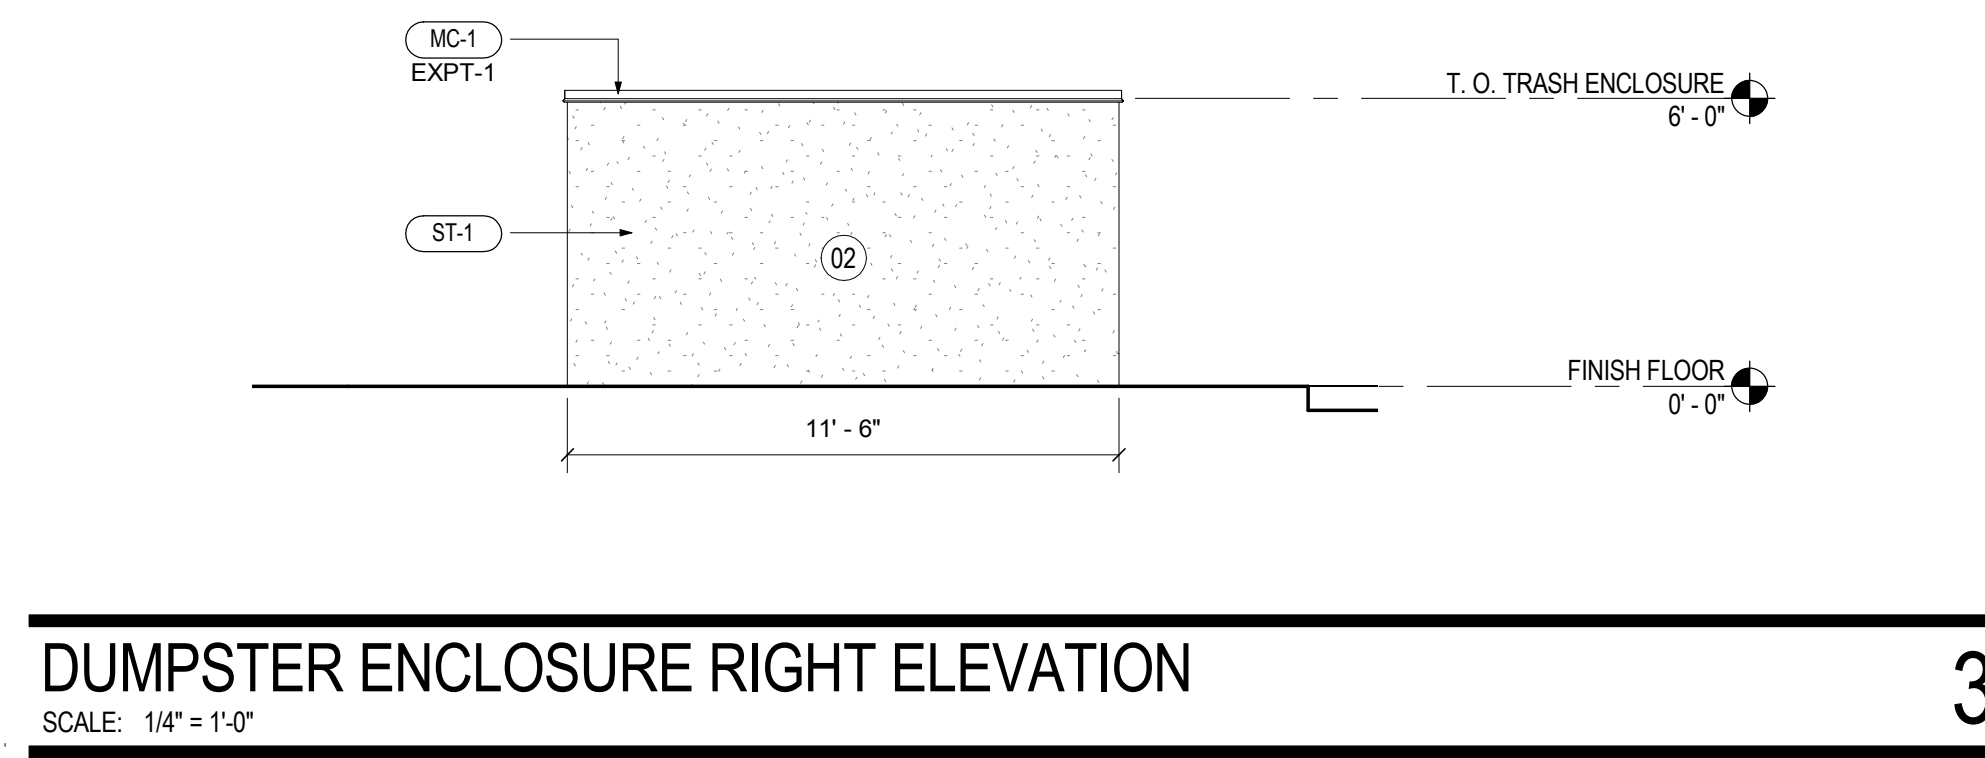 MC-1
EXPT-1
T. O. TRASH ENCLOSURE
6' - 0"
ST-1
02
FINISH FLOOR
0' - 0"
11' - 6"
DUMPSTER ENCLOSURE RIGHT ELEVATION
3
SCALE: 1/4" = 1'-0"